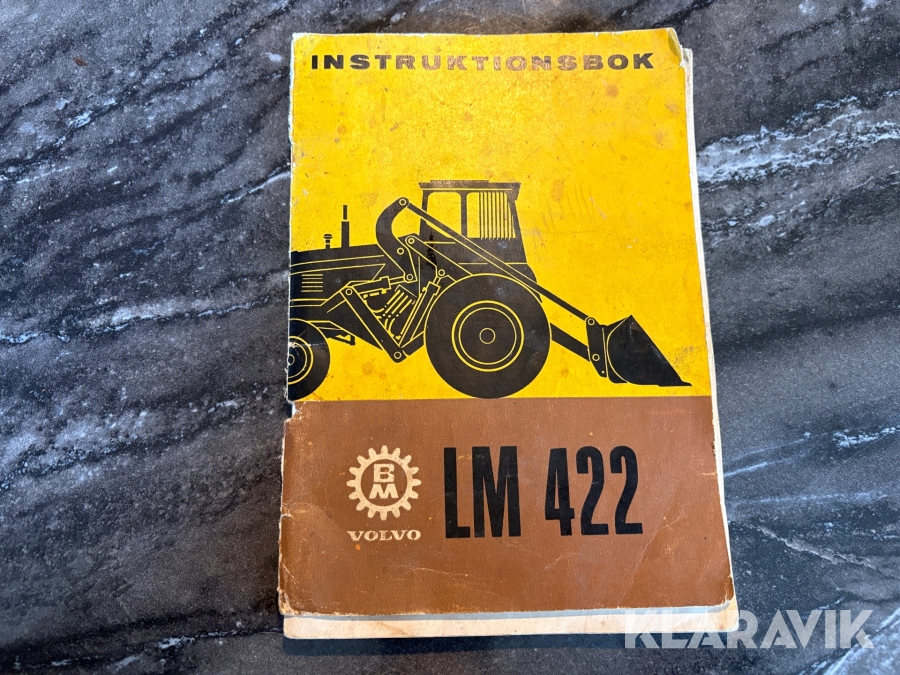 INSTRUKTIONSBOK
BM
VOLVO
LM 422
KLARAVIK